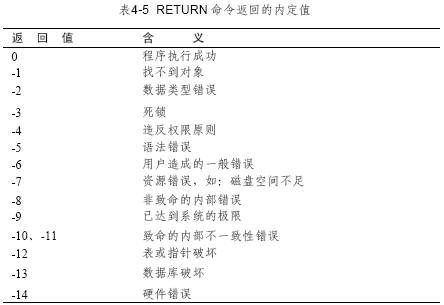 表4-5 RETURN 命令返回的内定值
返 回 值 含 义
0 程序执行成功
-1 找不到对象
-2 数据类型错误
-3 死锁
-4 违反权限原则
-5 语法错误
-6 用户造成的一般错误
-7 资源错误，如：磁盘空间不足
-8 非致命的内部错误
-9 已达到系统的极限
-10、-11 致命的内部不一致性错误
-12 表或指针破坏
-13 数据库破坏
-14 硬件错误